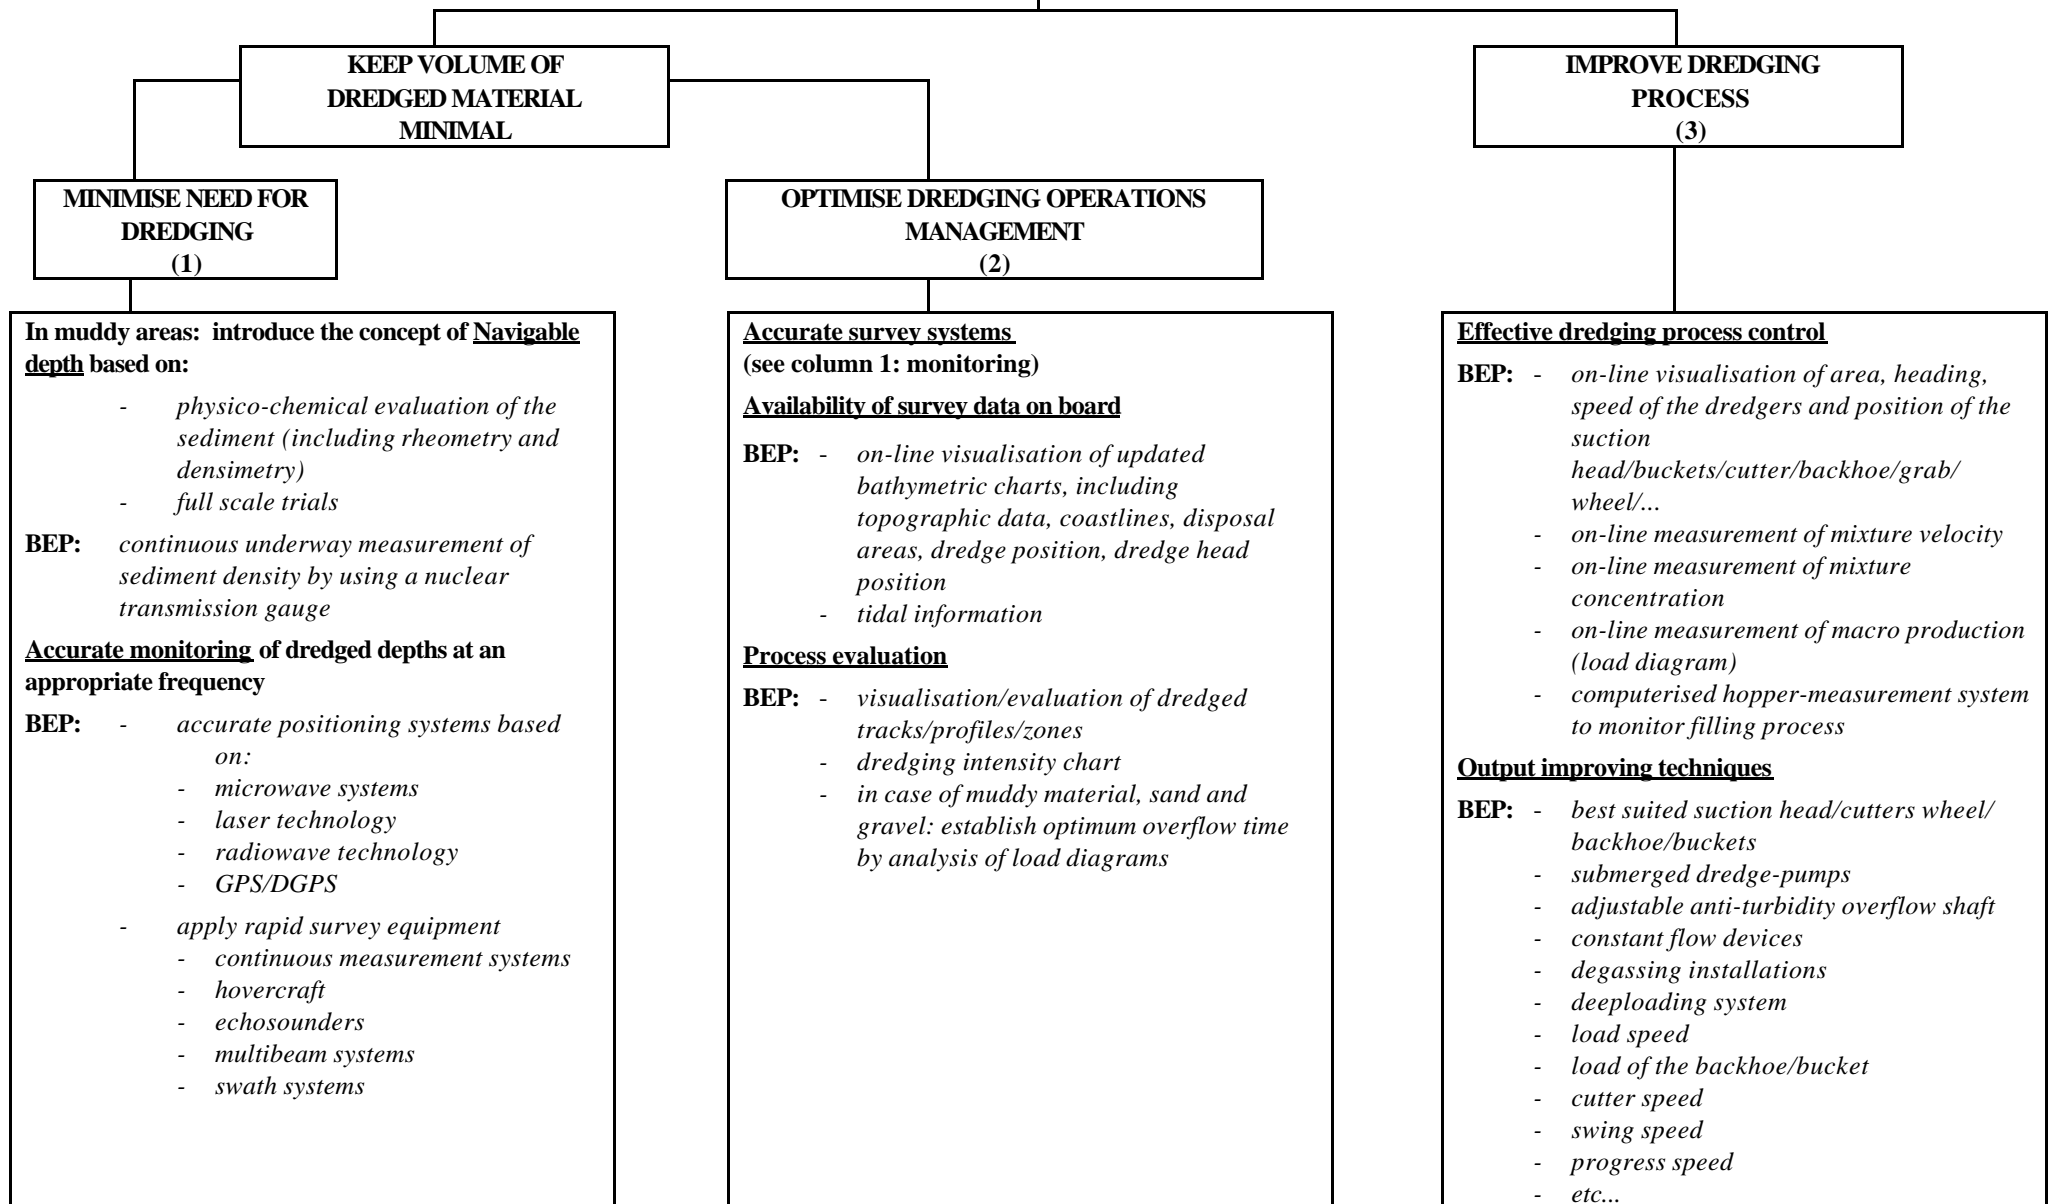 KEEP VOLUME OF
DREDGED MATERIAL
MINIMAL
IMPROVE DREDGING
PROCESS
(3)
MINIMISE NEED FOR
DREDGING
(1)
OPTIMISE DREDGING OPERATIONS
MANAGEMENT
(2)
In muddy areas: introduce the concept of Navigable
depth based on:
- physico-chemical evaluation of the
sediment (including rheometry and
densimetry)
- full scale trials
BEP: continuous underway measurement of
sediment density by using a nuclear
transmission gauge
Accurate monitoring of dredged depths at an
appropriate frequency
BEP: - accurate positioning systems based
on:
- microwave systems
- laser technology
- radiowave technology
- GPS/DGPS
- apply rapid survey equipment
- continuous measurement systems
- hovercraft
- echosounders
- multibeam systems
- swath systems
Accurate survey systems
(see column 1: monitoring)
Availability of survey data on board
BEP: - on-line visualisation of updated
bathymetric charts, including
topographic data, coastlines, disposal
areas, dredge position, dredge head
position
- tidal information
Process evaluation
BEP: - visualisation/evaluation of dredged
tracks/profiles/zones
- dredging intensity chart
- in case of muddy material, sand and
gravel: establish optimum overflow time
by analysis of load diagrams
Effective dredging process control
BEP: - on-line visualisation of area, heading,
speed of the dredgers and position of the
suction
head/buckets/cutter/backhoe/grab/
wheel/...
- on-line measurement of mixture velocity
- on-line measurement of mixture
concentration
- on-line measurement of macro production
(load diagram)
- computerised hopper-measurement system
to monitor filling process
Output improving techniques
BEP: - best suited suction head/cutters wheel/
backhoe/buckets
- submerged dredge-pumps
- adjustable anti-turbidity overflow shaft
- constant flow devices
- degassing installations
- deeploading system
- load speed
- load of the backhoe/bucket
- cutter speed
- swing speed
- progress speed
- etc...